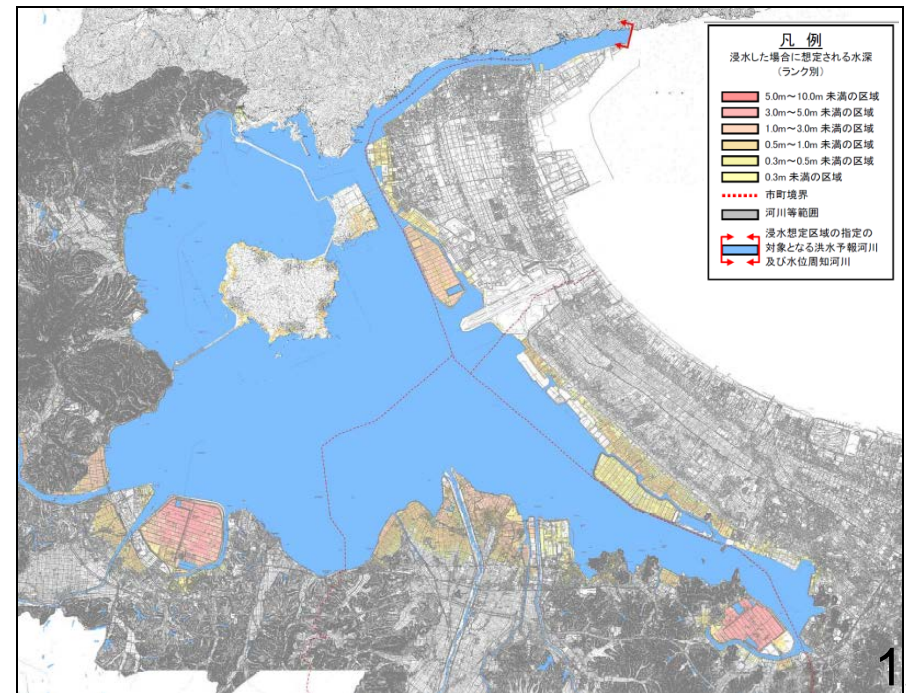 凡 例
浸水した場合に想定される水深
(ランク別)
5.0m～10.0m 未満の区域
3.0m～5.0m 未満の区域
1.0m～3.0m 未満の区域
0.5m～1.0m 未満の区域
0.3m～0.5m 未満の区域
0.3m 未満の区域
市町境界
河川等範囲
浸水想定区域の指定の
対象となる洪水予報河川
及び水位周知河川
1